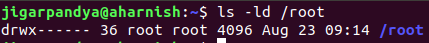 jigarpandya@aharnish:~$ ls -ld /root
drwx------ 36 root root 4096 Aug 23 09:14 /root